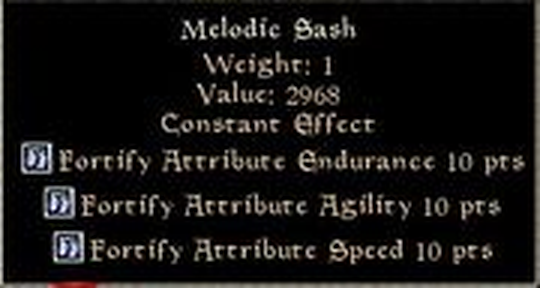 Melodic Sash
Weight: 1
Value: 2968
Constant Effect
Fortify Attribute Endurance 10 pts
Fortify Attribute Agility 10 pts
Fortify Attribute Speed 10 pts